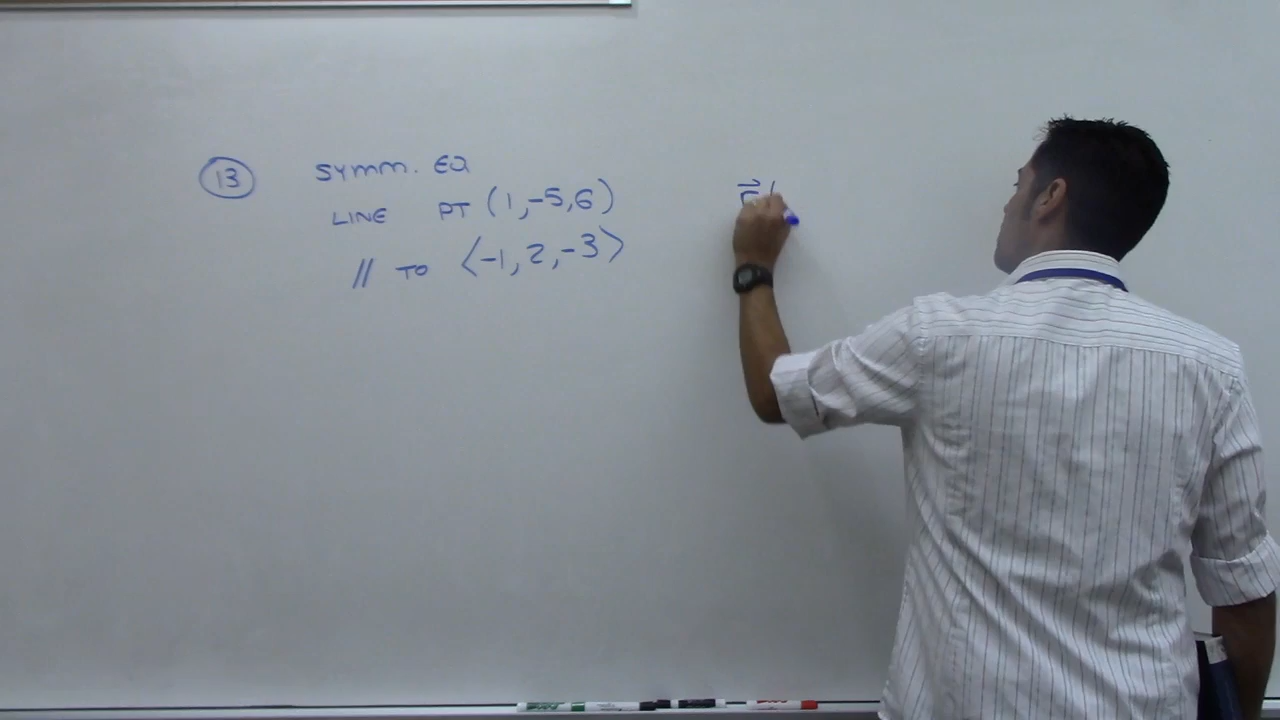 13 SYMM. EQ
LINE PT (1,-5,6)
// TO ⟨-1,2,-3⟩
r⃗(